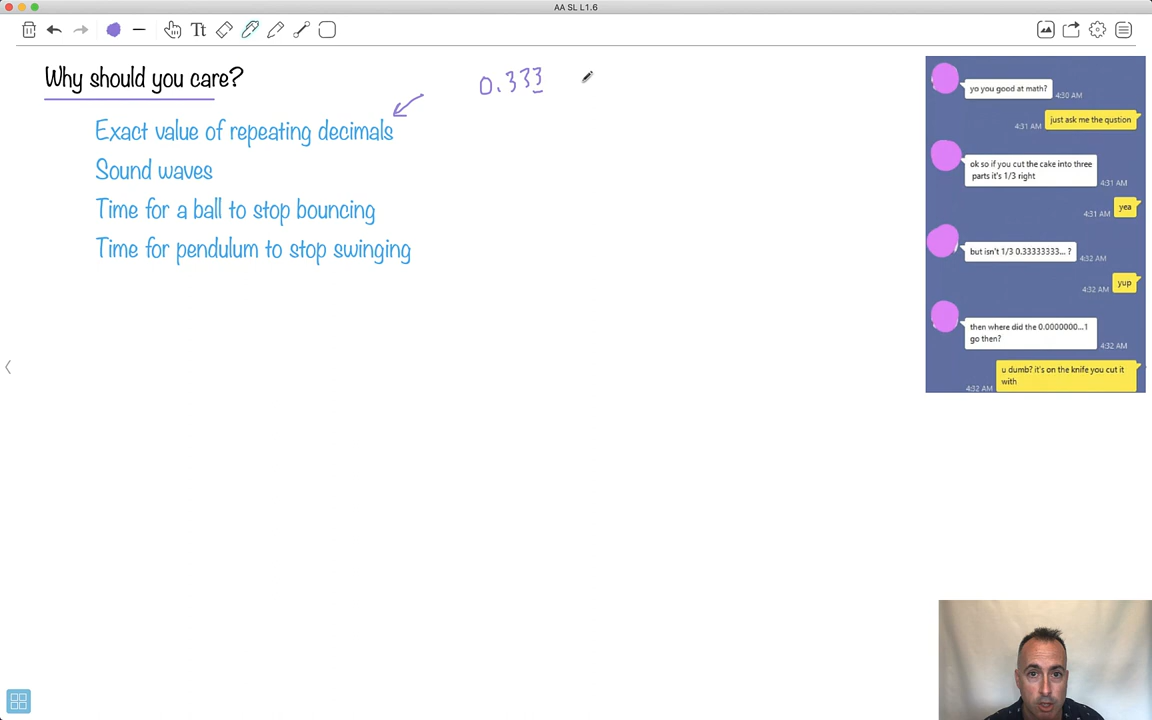 AA SL L1.6
Tt
Why should you care?
0.333
Exact value of repeating decimals
Sound waves
Time for a ball to stop bouncing
Time for pendulum to stop swinging
yo you good at math?
4:30 AM
just ask me the qustion
4:31 AM
ok so if you cut the cake into three
parts it's 1/3 right
4:31 AM
yea
4:31 AM
but isn't 1/3 0.33333333... ?
4:32 AM
yup
4:32 AM
then where did the 0.0000000...1
go then?
4:32 AM
u dumb? it's on the knife you cut it
with
4:32 AM